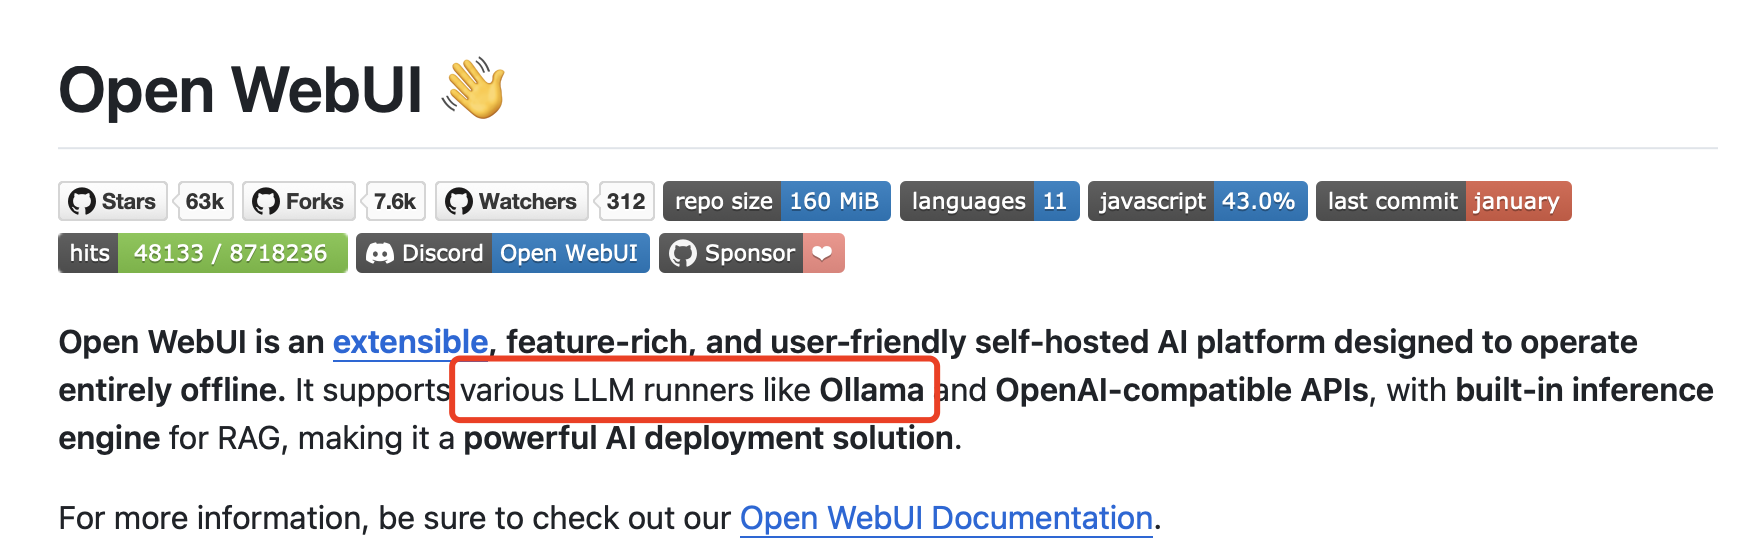 Open WebUI 👋
Stars 63k Forks 7.6k Watchers 312 repo size 160 MiB languages 11 javascript 43.0% last commit january
hits 48133 / 8718236 Discord Open WebUI Sponsor ❤
Open WebUI is an extensible, feature-rich, and user-friendly self-hosted AI platform designed to operate
entirely offline. It supports various LLM runners like Ollama and OpenAI-compatible APIs, with built-in inference
engine for RAG, making it a powerful AI deployment solution.
For more information, be sure to check out our Open WebUI Documentation.